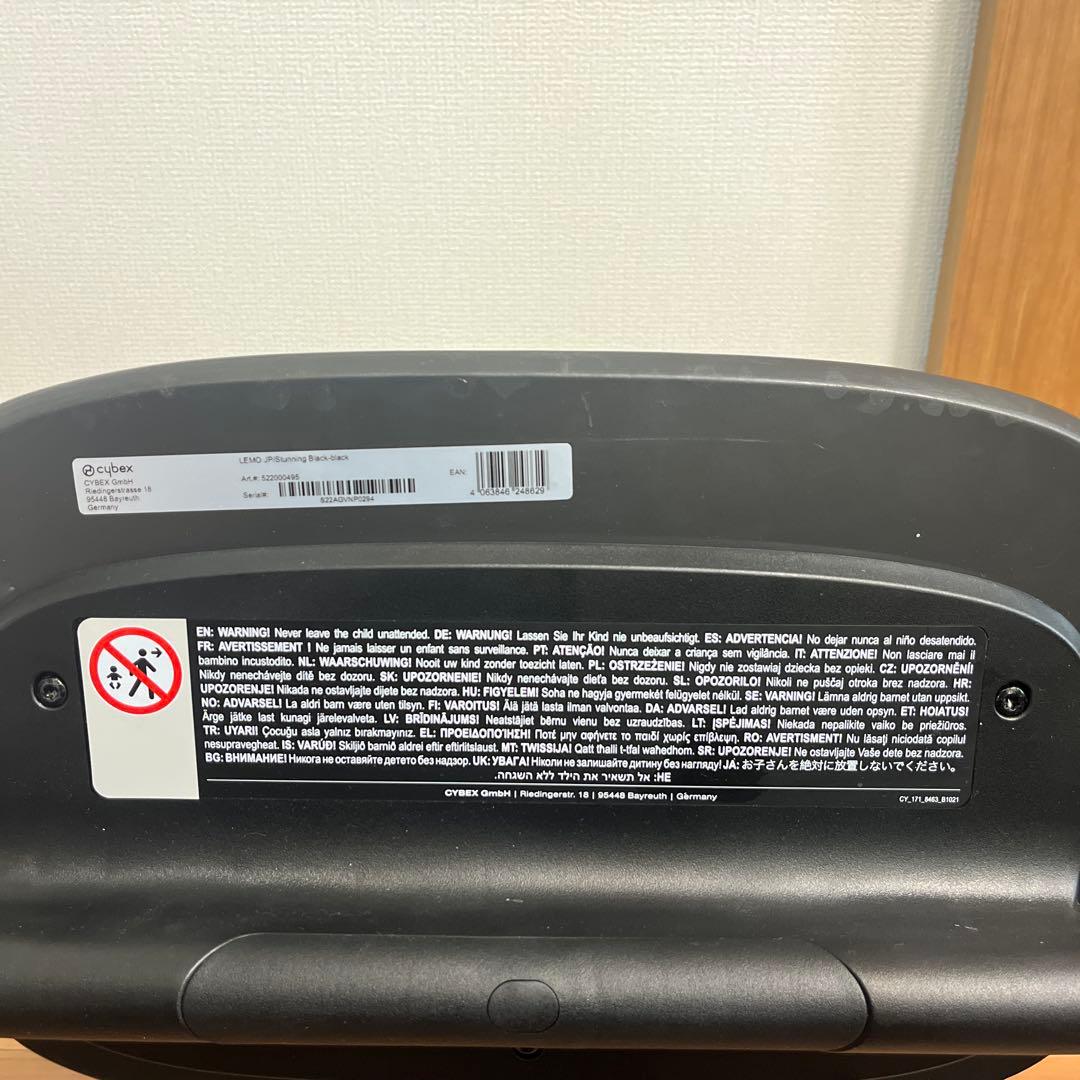 cybex
CYBEX GmbH
Riedingerstrasse 18
95448 Bayreuth
Germany
LEMO JP/Stunning Black-black
Art.#: 522000495
Serial#:
S22AGVNP0294
EAN:
4 063846 248629
EN: WARNING! Never leave the child unattended. DE: WARNUNG! Lassen Sie Ihr Kind nie unbeaufsichtigt. ES: ADVERTENCIA! No dejar nunca al niño desatendido.
FR: AVERTISSEMENT ! Ne jamais laisser un enfant sans surveillance. PT: ATENÇÃO! Nunca deixar a criança sem vigilância. IT: ATTENZIONE! Non lasciare mai il
bambino incustodito. NL: WAARSCHUWING! Nooit uw kind zonder toezicht laten. PL: OSTRZEŻENIE! Nigdy nie zostawiaj dziecka bez opieki. CZ: UPOZORNĚNÍ!
Nikdy nenechávejte dítě bez dozoru. SK: UPOZORNENIE! Nikdy nenechávajte dieťa bez dozoru. SL: OPOZORILO! Nikoli ne puščaj otroka brez nadzora. HR:
UPOZORENJE! Nikada ne ostavljajte dijete bez nadzora. HU: FIGYELEM! Soha ne hagyja gyermekét felügyelet nélkül. SE: VARNING! Lämna aldrig barnet utan uppsikt.
NO: ADVARSEL! La aldri barn være uten tilsyn. FI: VAROITUS! Älä jätä lasta ilman valvontaa. DA: ADVARSEL! Lad aldrig barnet være uden opsyn. ET: HOIATUS!
Ärge jätke last kunagi järelevalveta. LV: BRĪDINĀJUMS! Neatstājiet bērnu vienu bez uzraudzības. LT: ĮSPĖJIMAS! Niekada nepalikite vaiko be priežiūros.
TR: UYARI! Çocuğu asla yalnız bırakmayınız. EL: ΠΡΟΕΙΔΟΠΟΙΗΣΗ! Ποτέ μην αφήνετε το παιδί χωρίς επίβλεψη. RO: AVERTISMENT! Nu lăsați niciodată copilul
nesupravegheat. IS: VARÚÐ! Skiljið barnið aldrei eftir eftirlitslaust. MT: TWISSIJA! Qatt thalli t-tfal waħedhom. SR: UPOZORENJE! Ne ostavljajte Vaše dete bez nadzora.
BG: ВНИМАНИЕ! Никога не оставяйте детето без надзор. UK: УВАГА! Ніколи не залишайте дитину без нагляду! JA: お子さんを絶対に放置しないでください。
HE: אל תשאיר את הילד ללא השגחה.
CYBEX GmbH | Riedingerstr. 18 | 95448 Bayreuth | Germany
CY_171_8463_B1021